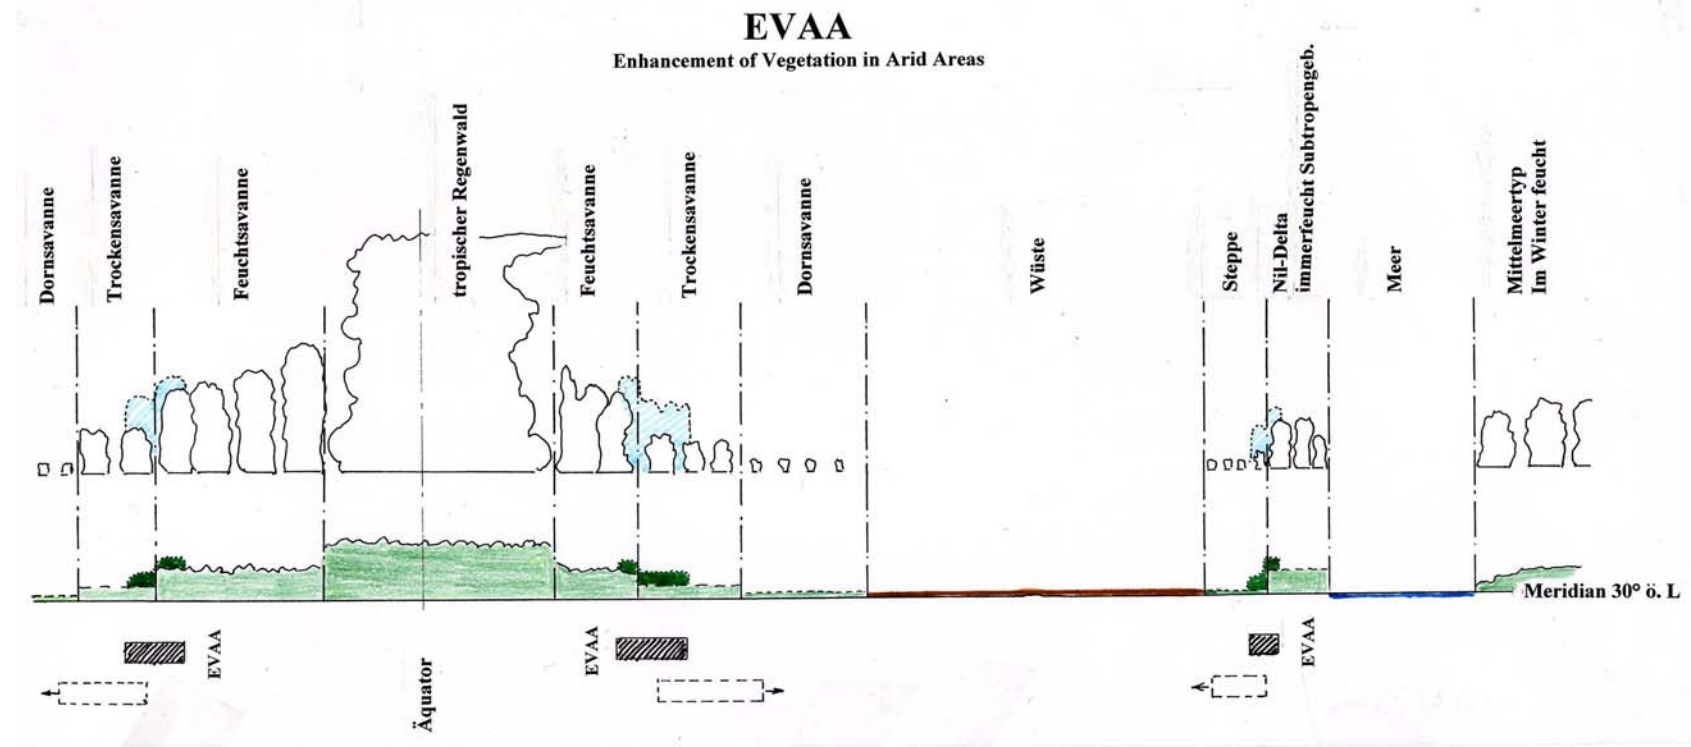 EVAA
Enhancement of Vegetation in Arid Areas
Dornsavanne
Trockensavanne
Feuchtsavanne
tropischer Regenwald
Feuchtsavanne
Trockensavanne
Dornsavanne
Wüste
Steppe
Nil-Delta
immerfeucht Subtropengeb.
Meer
Mittelmeertyp
Im Winter feucht
Meridian 30° ö. L
EVAA
Äquator
EVAA
EVAA